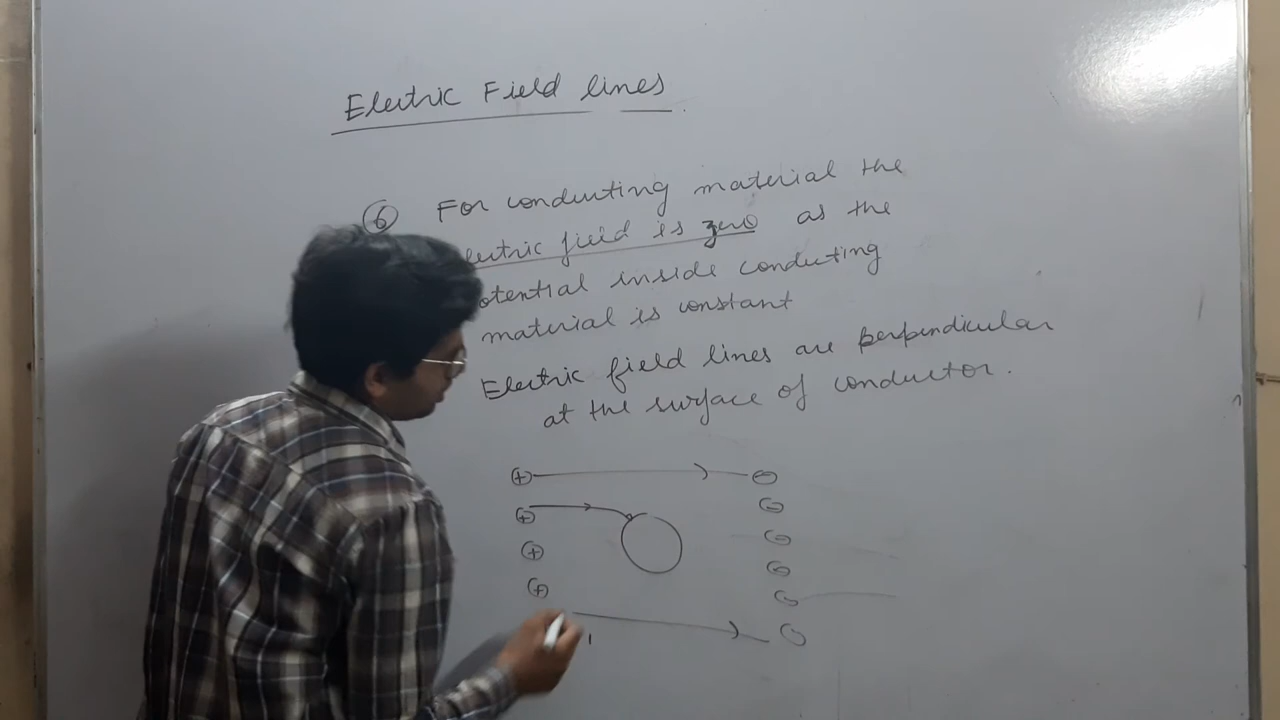 Electric Field lines
6 For conducting material the
lectric field is zero as the
otential inside conducting
material is constant
Electric field lines are perpendicular
at the surface of conductor.
+ -
+ -
+ -
+ -
-
-